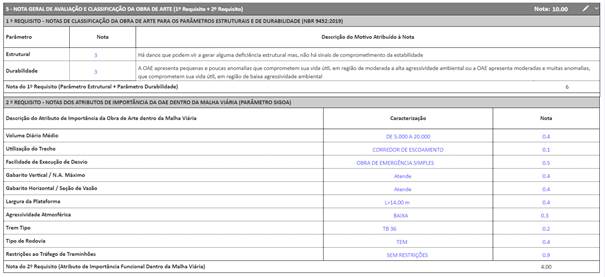 5 - NOTA GERAL DE AVALIAÇÃO E CLASSIFICAÇÃO DA OBRA DE ARTE (1º Requisito + 2º Requisito) Nota: 10.00
1 º REQUISITO - NOTAS DE CLASSIFICAÇÃO DA OBRA DE ARTE PARA OS PARÂMETROS ESTRUTURAIS E DE DURABILIDADE (NBR 9452:2019)
Parâmetro Nota Descrição do Motivo Atribuído à Nota
Estrutural 3 Há danos que podem vir a gerar alguma deficiência estrutural mas, não há sinais de comprometimento da estabilidade
Durabilidade 3 A OAE apresenta pequenas e poucas anomalias que comprometem sua vida útil, em região de moderada a alta agressividade ambiental ou a OAE apresenta moderadas e muitas anomalias,
que comprometem sua vida útil, em região de baixa agressividade ambiental
Nota do 1º Requisito (Parâmetro Estrutural + Parâmetro Durabilidade) 6
2 º REQUISITO - NOTAS DOS ATRIBUTOS DE IMPORTÂNCIA DA OAE DENTRO DA MALHA VIÁRIA (PARÂMETRO SIGOA)
Descrição do Atributo de Importância da Obra de Arte dentro da Malha Viária Caracterização Nota
Volume Diário Médio DE 5.000 A 20.000 0.4
Utilização do Trecho CORREDOR DE ESCOAMENTO 0.1
Facilidade de Execução de Desvio OBRA DE EMERGÊNCIA SIMPLES 0.5
Gabarito Vertical / N.A. Máximo Atende 0.4
Gabarito Horizontal / Seção de Vazão Atende 0.4
Largura da Plataforma L>14,00 m 0.4
Agressividade Atmosférica BAIXA 0.3
Trem Tipo TB 36 0.2
Tipo de Rodovia TEM 0.4
Restrições ao Tráfego de Treminhões SEM RESTRIÇÕES 0.9
Nota do 2º Requisito (Atributo de Importância Funcional Dentro da Malha Viária) 4.00